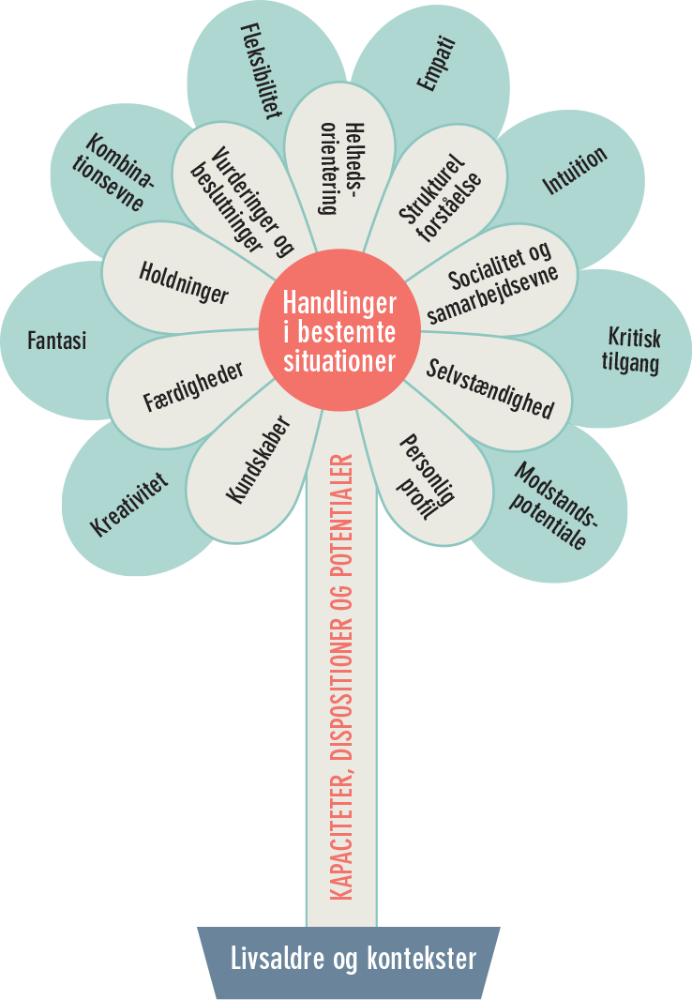 Fleksibilitet
Empati
Kombina-
tionsevne
Intuition
Fantasi
Kritisk
tilgang
Kreativitet
Modstands-
potentiale
Helheds-
orientering
Vurderinger og
beslutninger
Strukturel
forståelse
Holdninger
Socialitet og
samarbejdsevne
Færdigheder
Selvstændighed
Kundskaber
Personlig
profil
Handlinger
i bestemte
situationer
KAPACITETER, DISPOSITIONER OG POTENTIALER
Livsaldre og kontekster